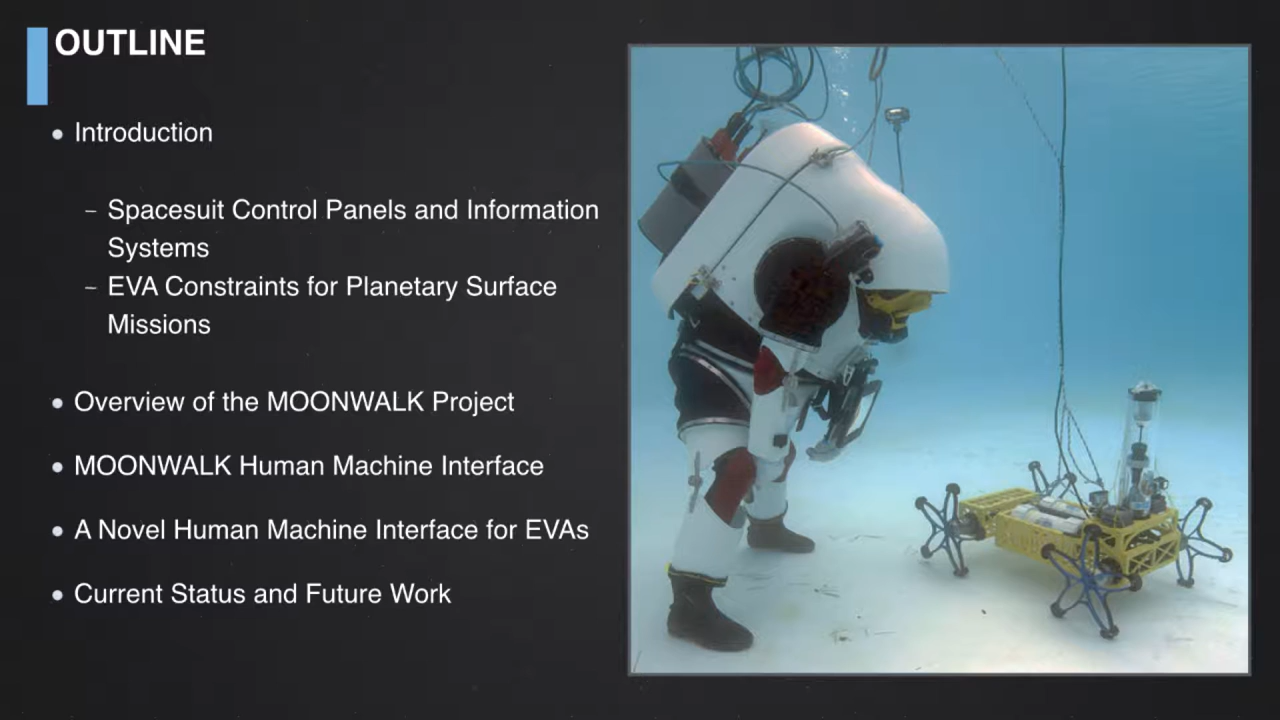 OUTLINE
• Introduction
– Spacesuit Control Panels and Information
Systems
– EVA Constraints for Planetary Surface
Missions
• Overview of the MOONWALK Project
• MOONWALK Human Machine Interface
• A Novel Human Machine Interface for EVAs
• Current Status and Future Work